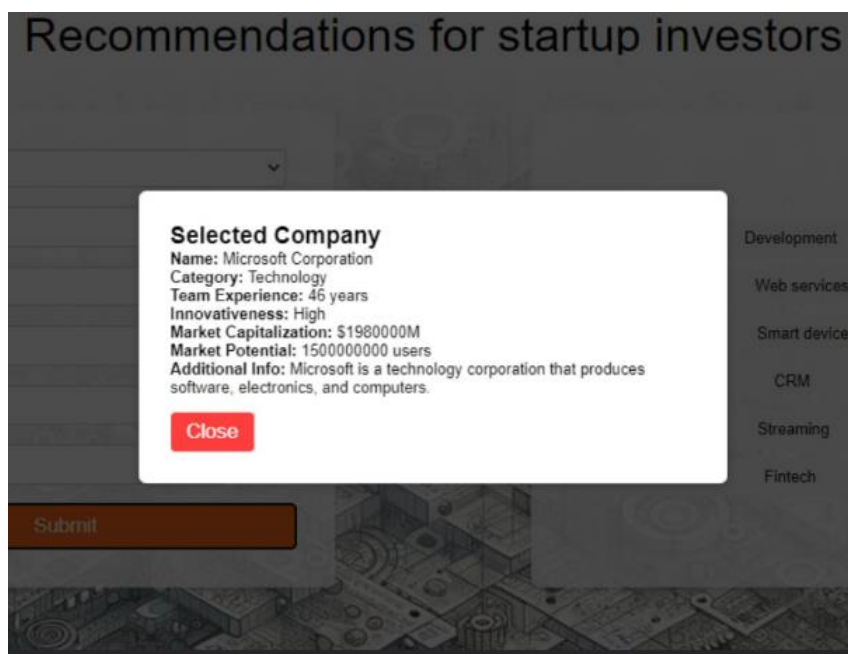 Recommendations for startup investors
Selected Company
Name: Microsoft Corporation
Category: Technology
Team Experience: 46 years
Innovativeness: High
Market Capitalization: $1980000M
Market Potential: 1500000000 users
Additional Info: Microsoft is a technology corporation that produces
software, electronics, and computers.
Close
Submit
Development
Web services
Smart device
CRM
Streaming
Fintech